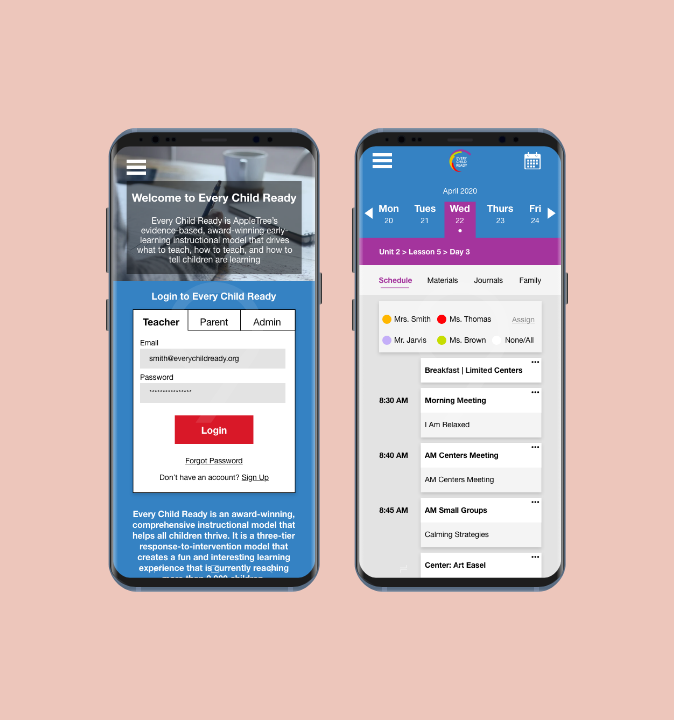 Welcome to Every Child Ready
Every Child Ready is AppleTree's
evidence-based, award-winning early-
learning instructional model that drives
what to teach, how to teach, and how to
tell children are learning
Login to Every Child Ready
Teacher Parent Admin
Email
smith@everychildready.org
Password
****************
Login
Forgot Password
Don't have an account? Sign Up
Every Child Ready is an award-winning,
comprehensive instructional model that
helps all children thrive. It is a three-tier
response-to-intervention model that
creates a fun and interesting learning
experience that is currently reaching
more than children
EVERY
CHILD
READY
April 2020
Mon Tues Wed Thurs Fri
20 21 22 23 24
Unit 2 > Lesson 5 > Day 3
Schedule Materials Journals Family
Mrs. Smith Ms. Thomas Assign
Mr. Jarvis Ms. Brown None/All
Breakfast | Limited Centers
8:30 AM Morning Meeting
I Am Relaxed
8:40 AM AM Centers Meeting
AM Centers Meeting
8:45 AM AM Small Groups
Calming Strategies
Center: Art Easel